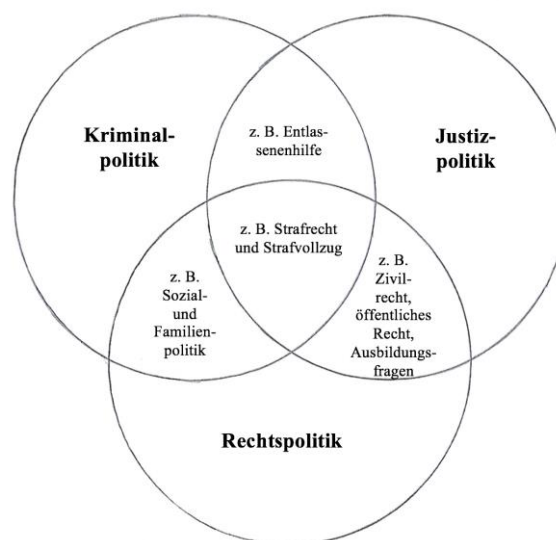 Kriminal-
politik
z. B. Entlas-
senenhilfe
Justiz-
politik
z. B. Strafrecht
und Strafvollzug
z. B.
Sozial-
und
Familien-
politik
z. B.
Zivil-
recht,
öffentliches
Recht,
Ausbildungs-
fragen
Rechtspolitik